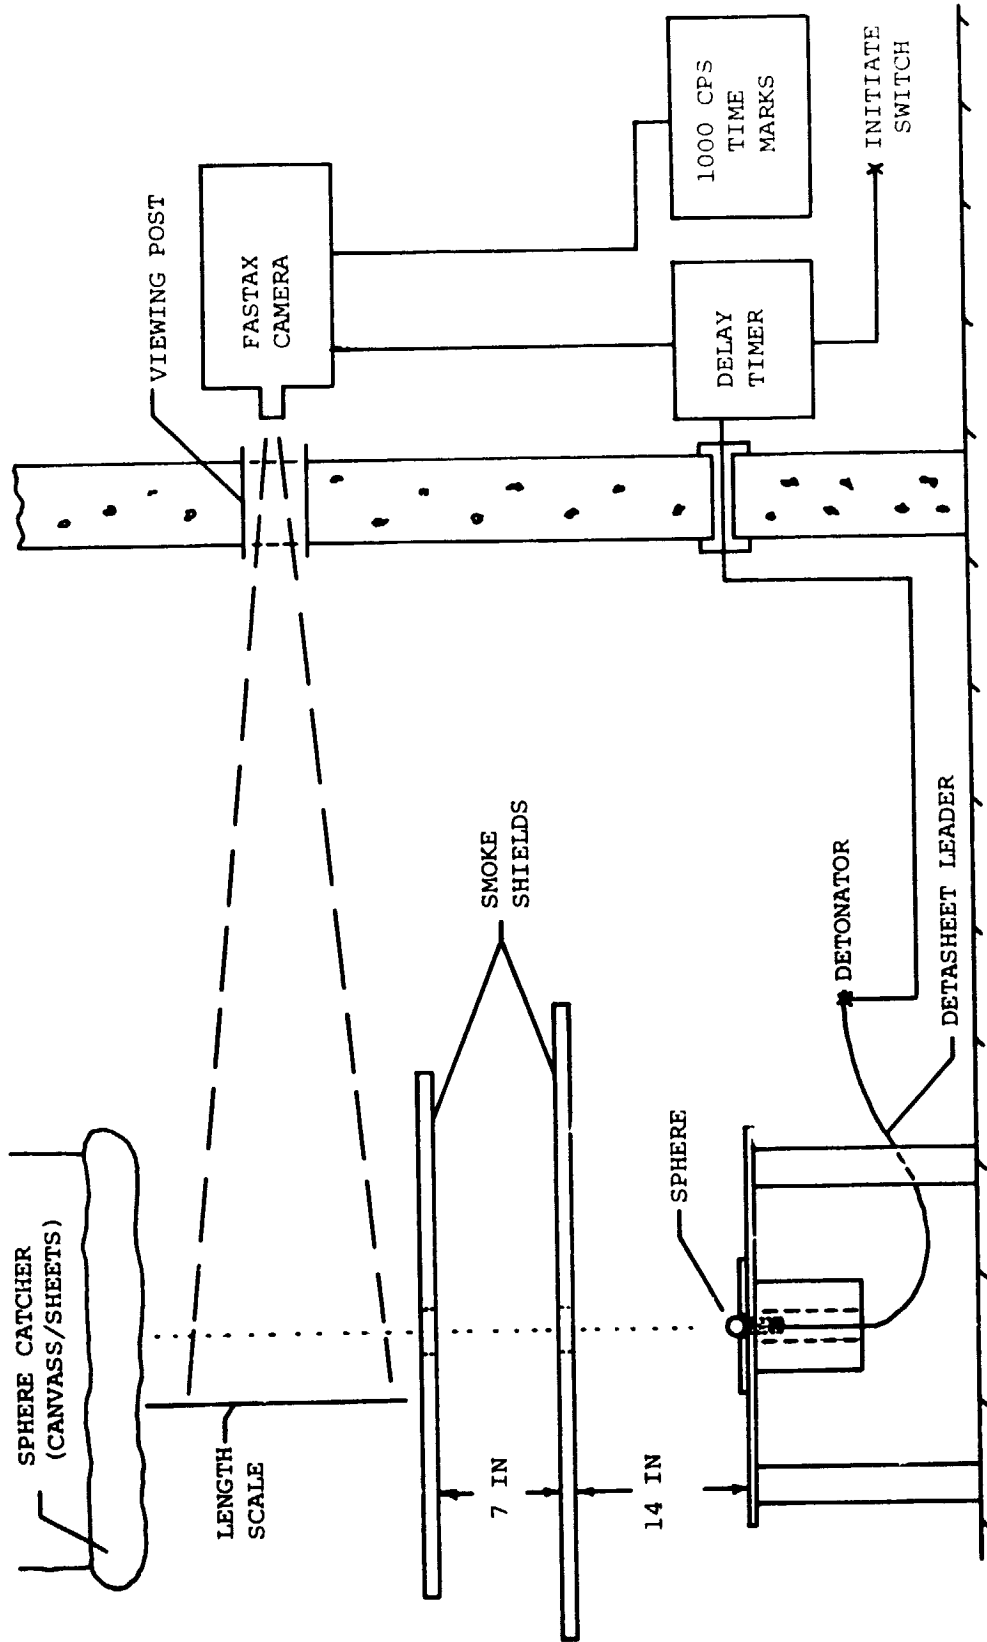 SPHERE CATCHER
(CANVASS/SHEETS)
LENGTH
SCALE
7 IN
14 IN
SMOKE
SHIELDS
SPHERE
DETONATOR
DETASHEET LEADER
VIEWING POST
FASTAX
CAMERA
DELAY
TIMER
1000 CPS
TIME
MARKS
INITIATE
SWITCH